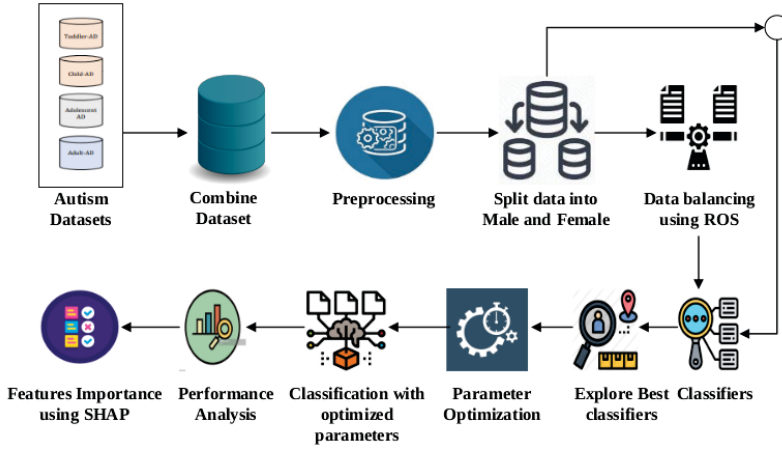 Toddler-AD
Child-AD
Adolescent
AD
Adult-AD
Autism
Datasets
Combine
Dataset
Preprocessing
Split data into
Male and Female
Data balancing
using ROS
Features Importance
using SHAP
Performance
Analysis
Classification with
optimized
parameters
Parameter
Optimization
Explore Best
classifiers
Classifiers